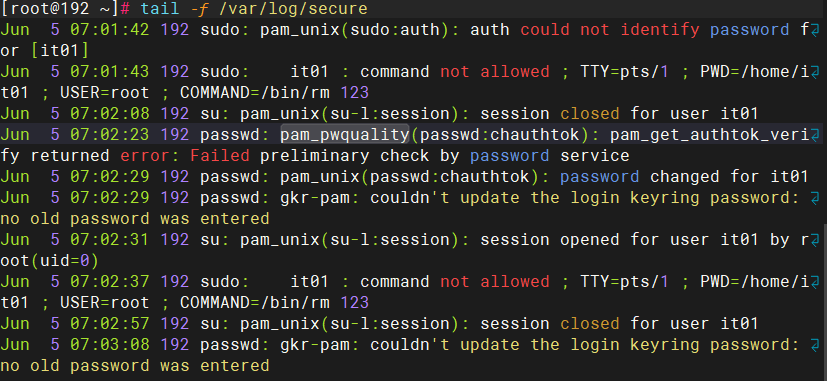 [root@192 ~]# tail -f /var/log/secure
Jun  5 07:01:42 192 sudo: pam_unix(sudo:auth): auth could not identify password f
or [it01]
Jun  5 07:01:43 192 sudo:    it01 : command not allowed ; TTY=pts/1 ; PWD=/home/i
t01 ; USER=root ; COMMAND=/bin/rm 123
Jun  5 07:02:08 192 su: pam_unix(su-l:session): session closed for user it01
Jun  5 07:02:23 192 passwd: pam_pwquality(passwd:chauthtok): pam_get_authtok_veri
fy returned error: Failed preliminary check by password service
Jun  5 07:02:29 192 passwd: pam_unix(passwd:chauthtok): password changed for it01
Jun  5 07:02:29 192 passwd: gkr-pam: couldn't update the login keyring password: 
no old password was entered
Jun  5 07:02:31 192 su: pam_unix(su-l:session): session opened for user it01 by r
oot(uid=0)
Jun  5 07:02:37 192 sudo:    it01 : command not allowed ; TTY=pts/1 ; PWD=/home/i
t01 ; USER=root ; COMMAND=/bin/rm 123
Jun  5 07:02:57 192 su: pam_unix(su-l:session): session closed for user it01
Jun  5 07:03:08 192 passwd: gkr-pam: couldn't update the login keyring password: 
no old password was entered